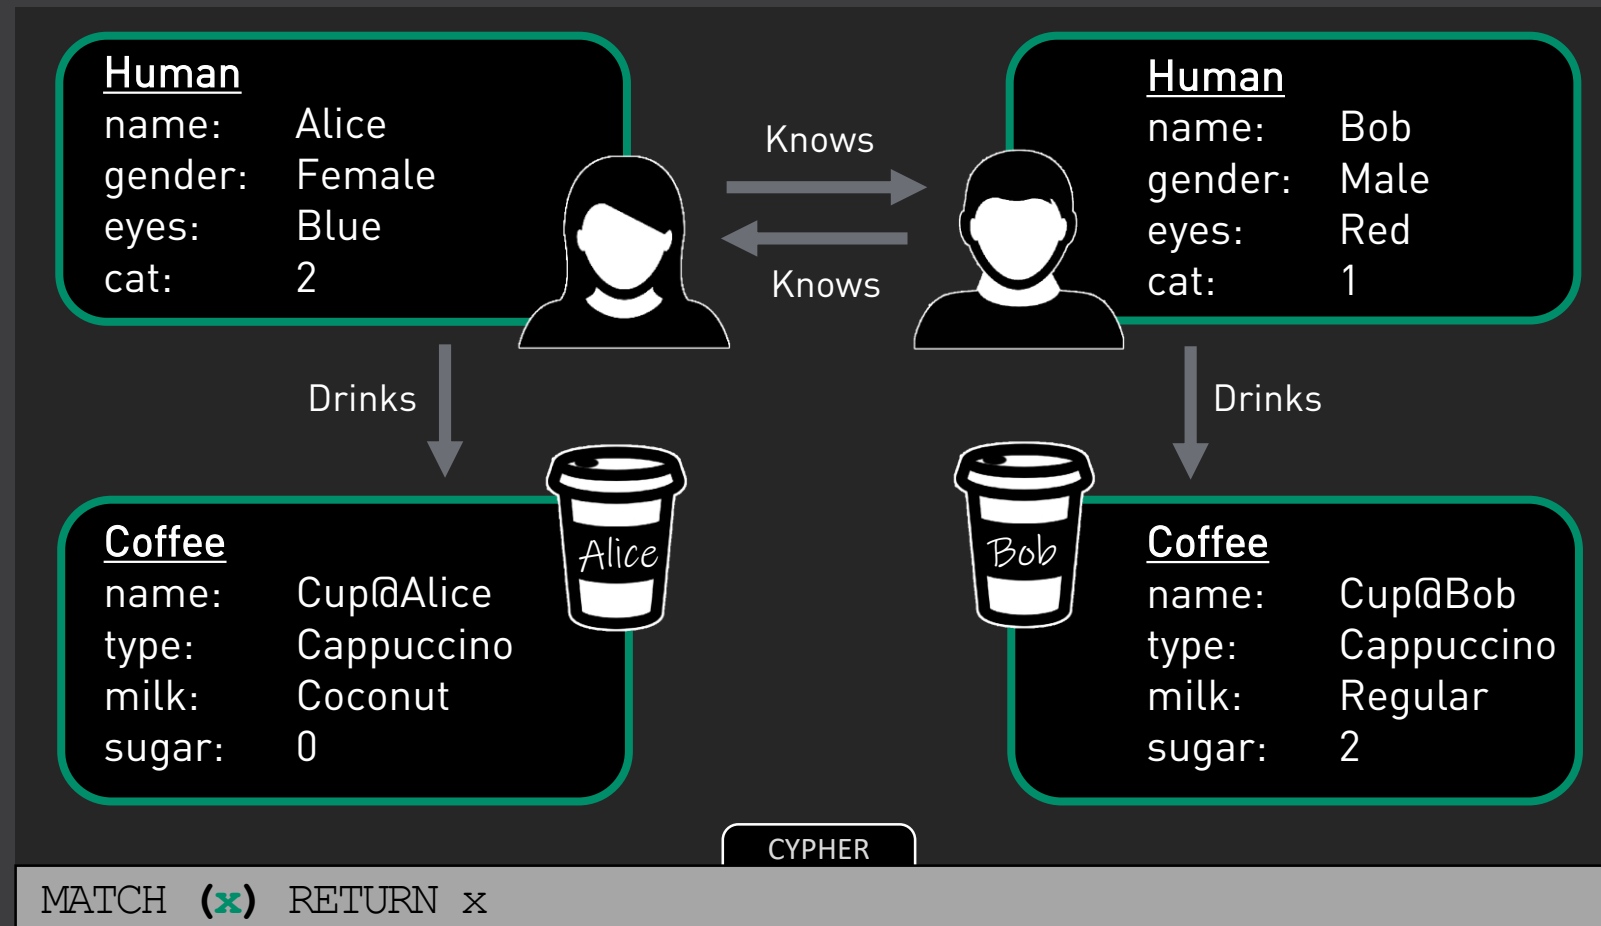 Human
name: Alice
gender: Female
eyes: Blue
cat: 2
Knows
Knows
Human
name: Bob
gender: Male
eyes: Red
cat: 1
Drinks
Drinks
Coffee
name: Cup@Alice
type: Cappuccino
milk: Coconut
sugar: 0
Alice
Bob
Coffee
name: Cup@Bob
type: Cappuccino
milk: Regular
sugar: 2
CYPHER
MATCH (x) RETURN x